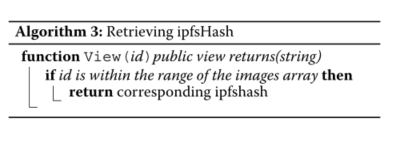 Algorithm 3: Retrieving ipfsHash
function View(id) public view returns(string)
if id is within the range of the images array then
return corresponding ipfshash